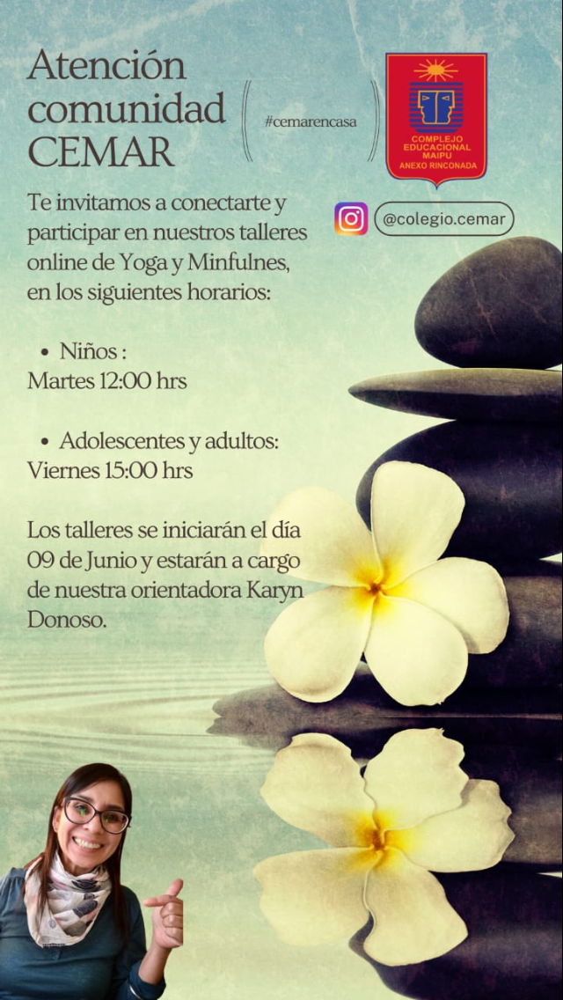 Atención
comunidad
CEMAR
#cemarencasa
COMPLEJO
EDUCACIONAL
MAIPU
ANEXO RINCONADA
@colegio.cemar
Te invitamos a conectarte y
participar en nuestros talleres
online de Yoga y Minfulnes,
en los siguientes horarios:
• Niños :
Martes 12:00 hrs
• Adolescentes y adultos:
Viernes 15:00 hrs
Los talleres se iniciarán el día
09 de Junio y estarán a cargo
de nuestra orientadora Karyn
Donoso.